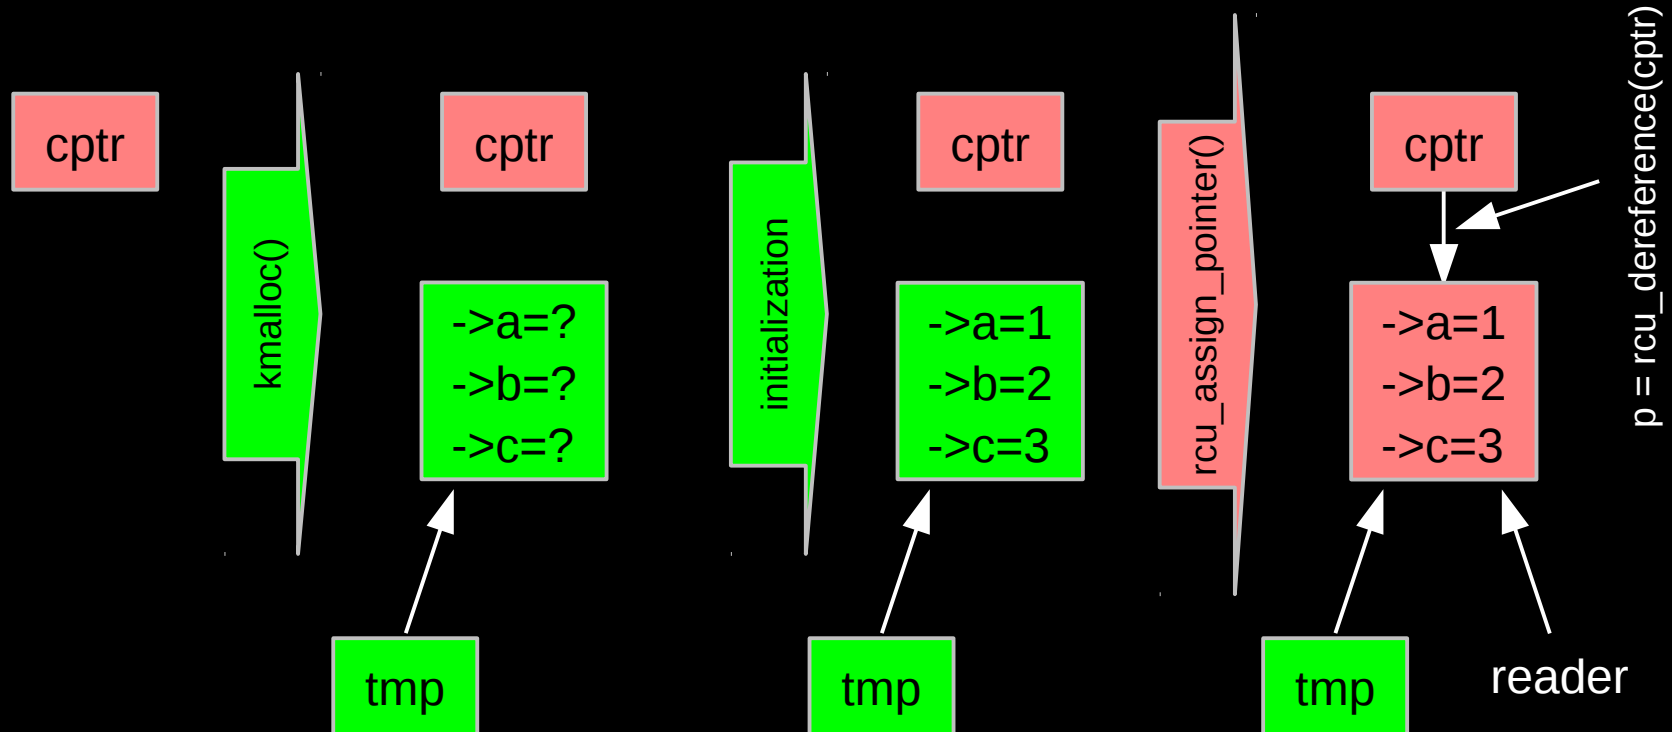 cptr
kmalloc()
cptr
->a=?
->b=?
->c=?
tmp
initialization
cptr
->a=1
->b=2
->c=3
tmp
rcu_assign_pointer()
cptr
->a=1
->b=2
->c=3
tmp
reader
p = rcu_dereference(cptr)